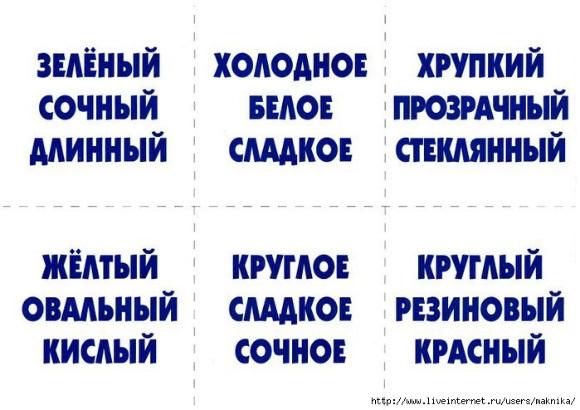 ЗЕЛЁНЫЙ
СОЧНЫЙ
ДЛИННЫЙ
ХОЛОДНОЕ
БЕЛОЕ
СЛАДКОЕ
ХРУПКИЙ
ПРОЗРАЧНЫЙ
СТЕКЛЯННЫЙ
ЖЁЛТЫЙ
ОВАЛЬНЫЙ
КИСЛЫЙ
КРУГЛОЕ
СЛАДКОЕ
СОЧНОЕ
КРУГЛЫЙ
РЕЗИНОВЫЙ
КРАСНЫЙ
http://www.liveinternet.ru/users/maknika/